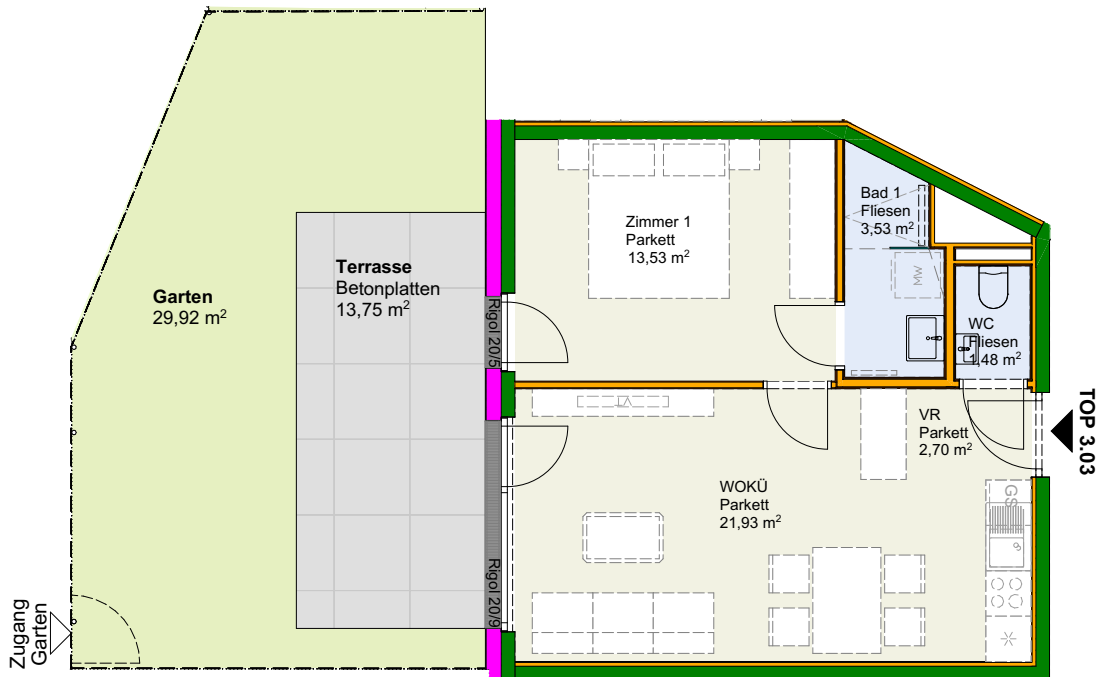 Garten
29,92 m²
Terrasse
Betonplatten
13,75 m²
Rigol 20/5
Rigol 20/9
Zimmer 1
Parkett
13,53 m²
Bad 1
Fliesen
3,53 m²
MW
WC
Fliesen
1,48 m²
VT
VR
Parkett
2,70 m²
WOKÜ
Parkett
21,93 m²
GS
TOP 3.03
Zugang
Garten